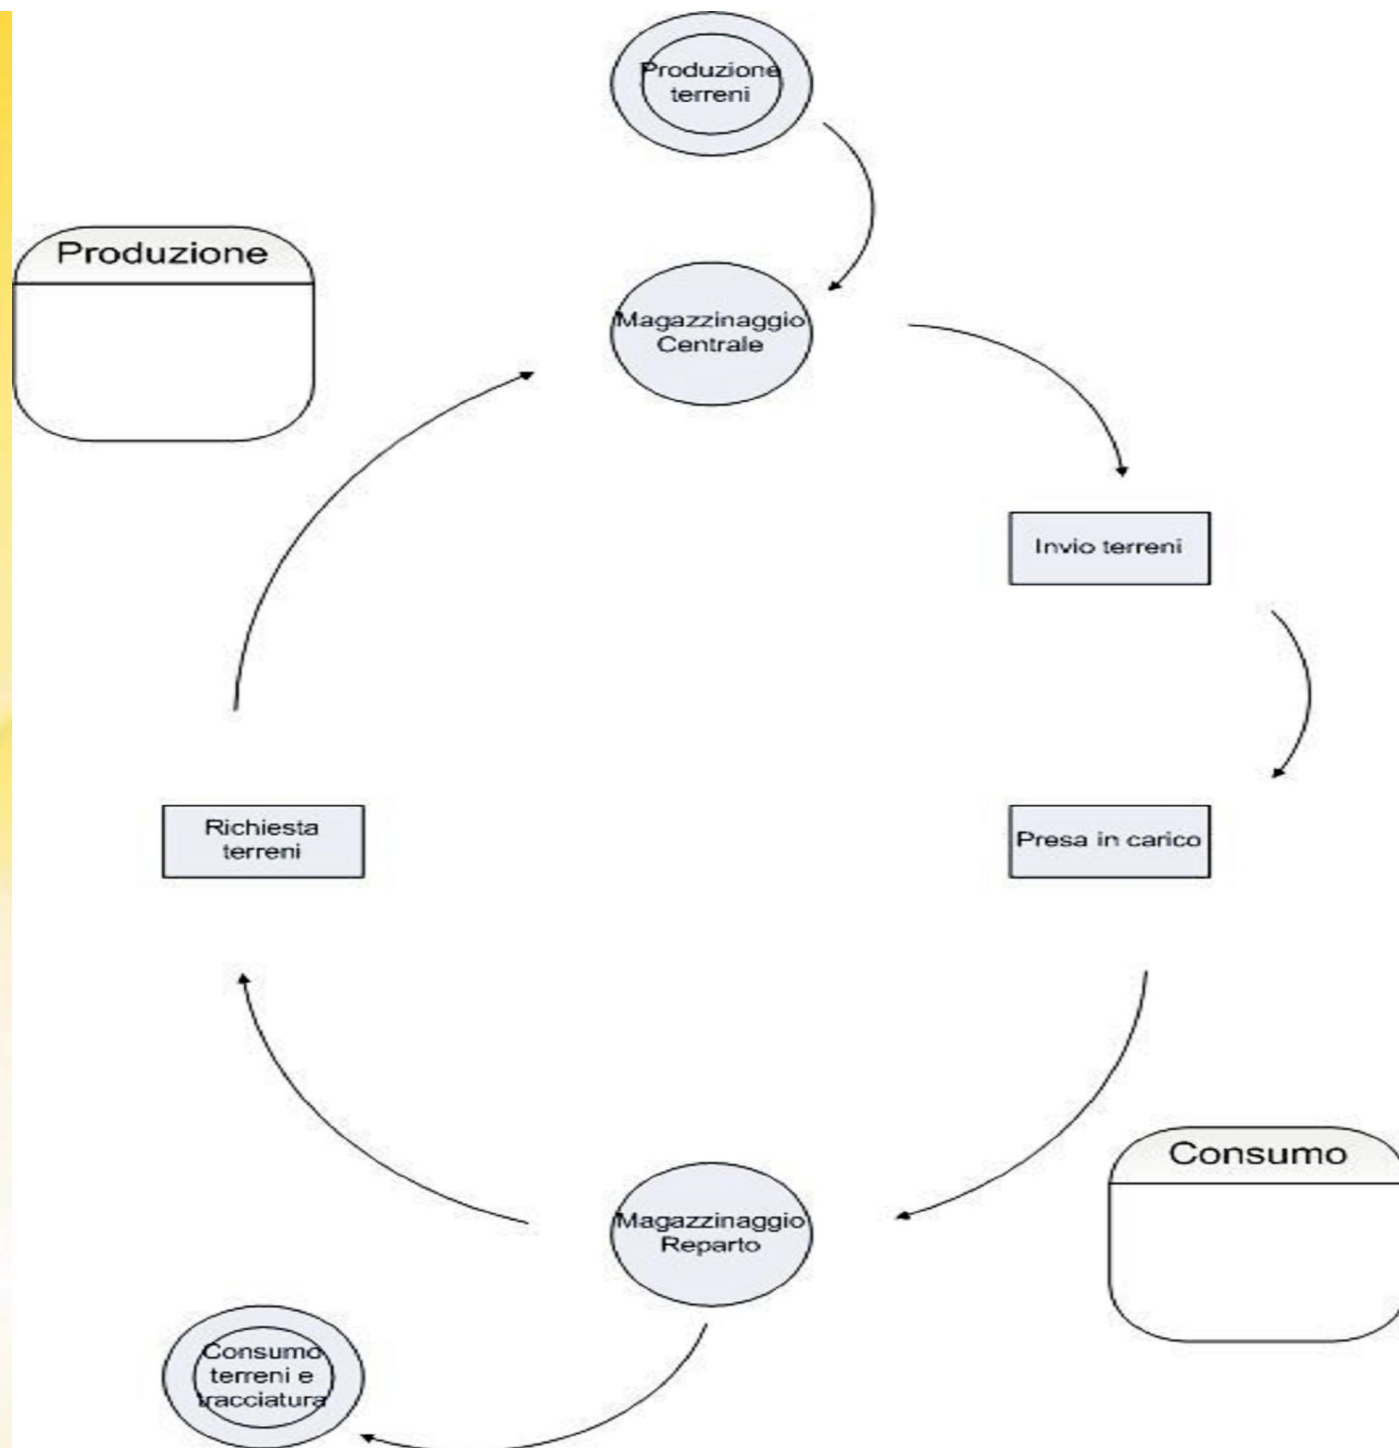 Produzione
terreni
Produzione
Magazzinaggio
Centrale
Invio terreni
Richiesta
terreni
Presa in carico
Consumo
Magazzinaggio
Reparto
Consumo
terreni e
tracciatura